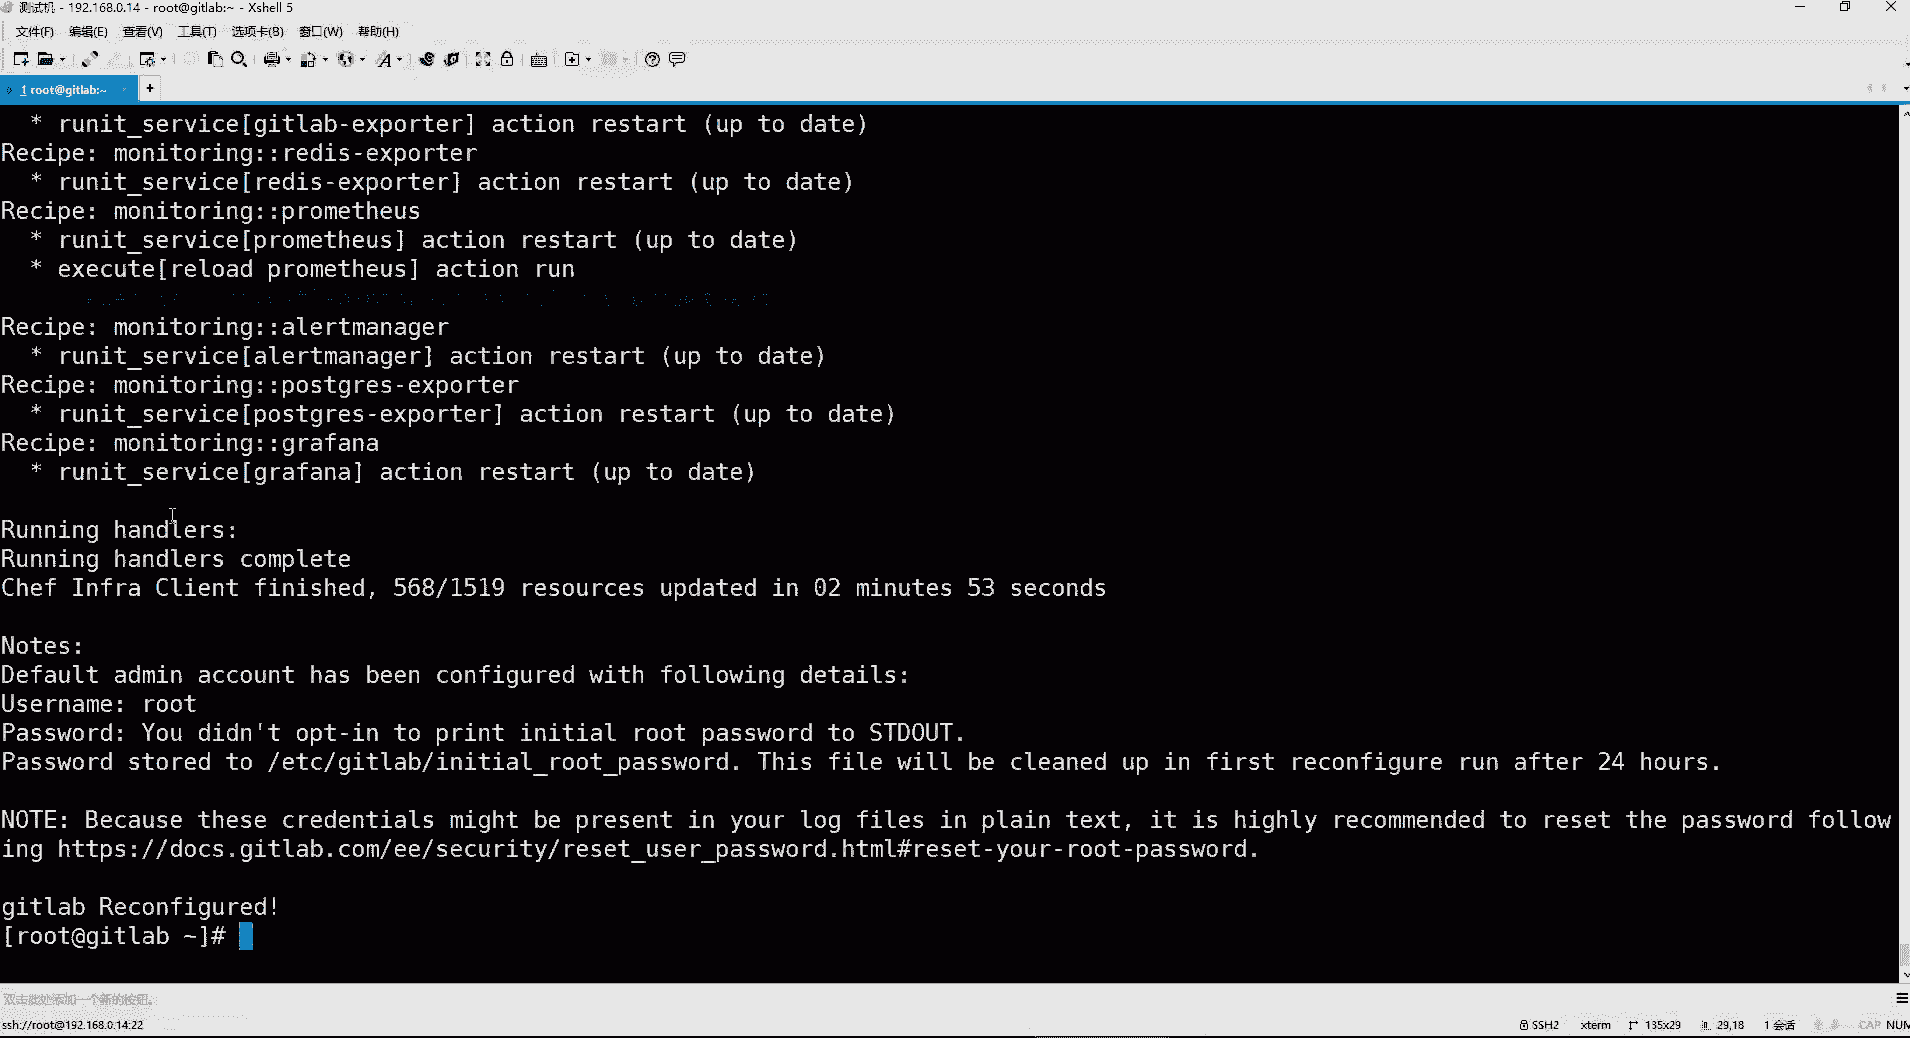 测试机 - 192.168.0.14 - root@gitlab:~ - Xshell 5
文件(F) 编辑(E) 查看(V) 工具(T) 选项卡(B) 窗口(W) 帮助(H)
1 root@gitlab:~ +
* runit_service[gitlab-exporter] action restart (up to date)
Recipe: monitoring::redis-exporter
* runit_service[redis-exporter] action restart (up to date)
Recipe: monitoring::prometheus
* runit_service[prometheus] action restart (up to date)
* execute[reload prometheus] action run
Recipe: monitoring::alertmanager
* runit_service[alertmanager] action restart (up to date)
Recipe: monitoring::postgres-exporter
* runit_service[postgres-exporter] action restart (up to date)
Recipe: monitoring::grafana
* runit_service[grafana] action restart (up to date)
Running handlers:
Running handlers complete
Chef Infra Client finished, 568/1519 resources updated in 02 minutes 53 seconds
Notes:
Default admin account has been configured with following details:
Username: root
Password: You didn't opt-in to print initial root password to STDOUT.
Password stored to /etc/gitlab/initial_root_password. This file will be cleaned up in first reconfigure run after 24 hours.
NOTE: Because these credentials might be present in your log files in plain text, it is highly recommended to reset the password follow
ing https://docs.gitlab.com/ee/security/reset_user_password.html#reset-your-root-password.
gitlab Reconfigured!
[root@gitlab ~]#
双击此处添加一个新的按钮。
ssh://root@192.168.0.14:22 SSH2 xterm 135x29 29,18 1 会话 CAP NUM